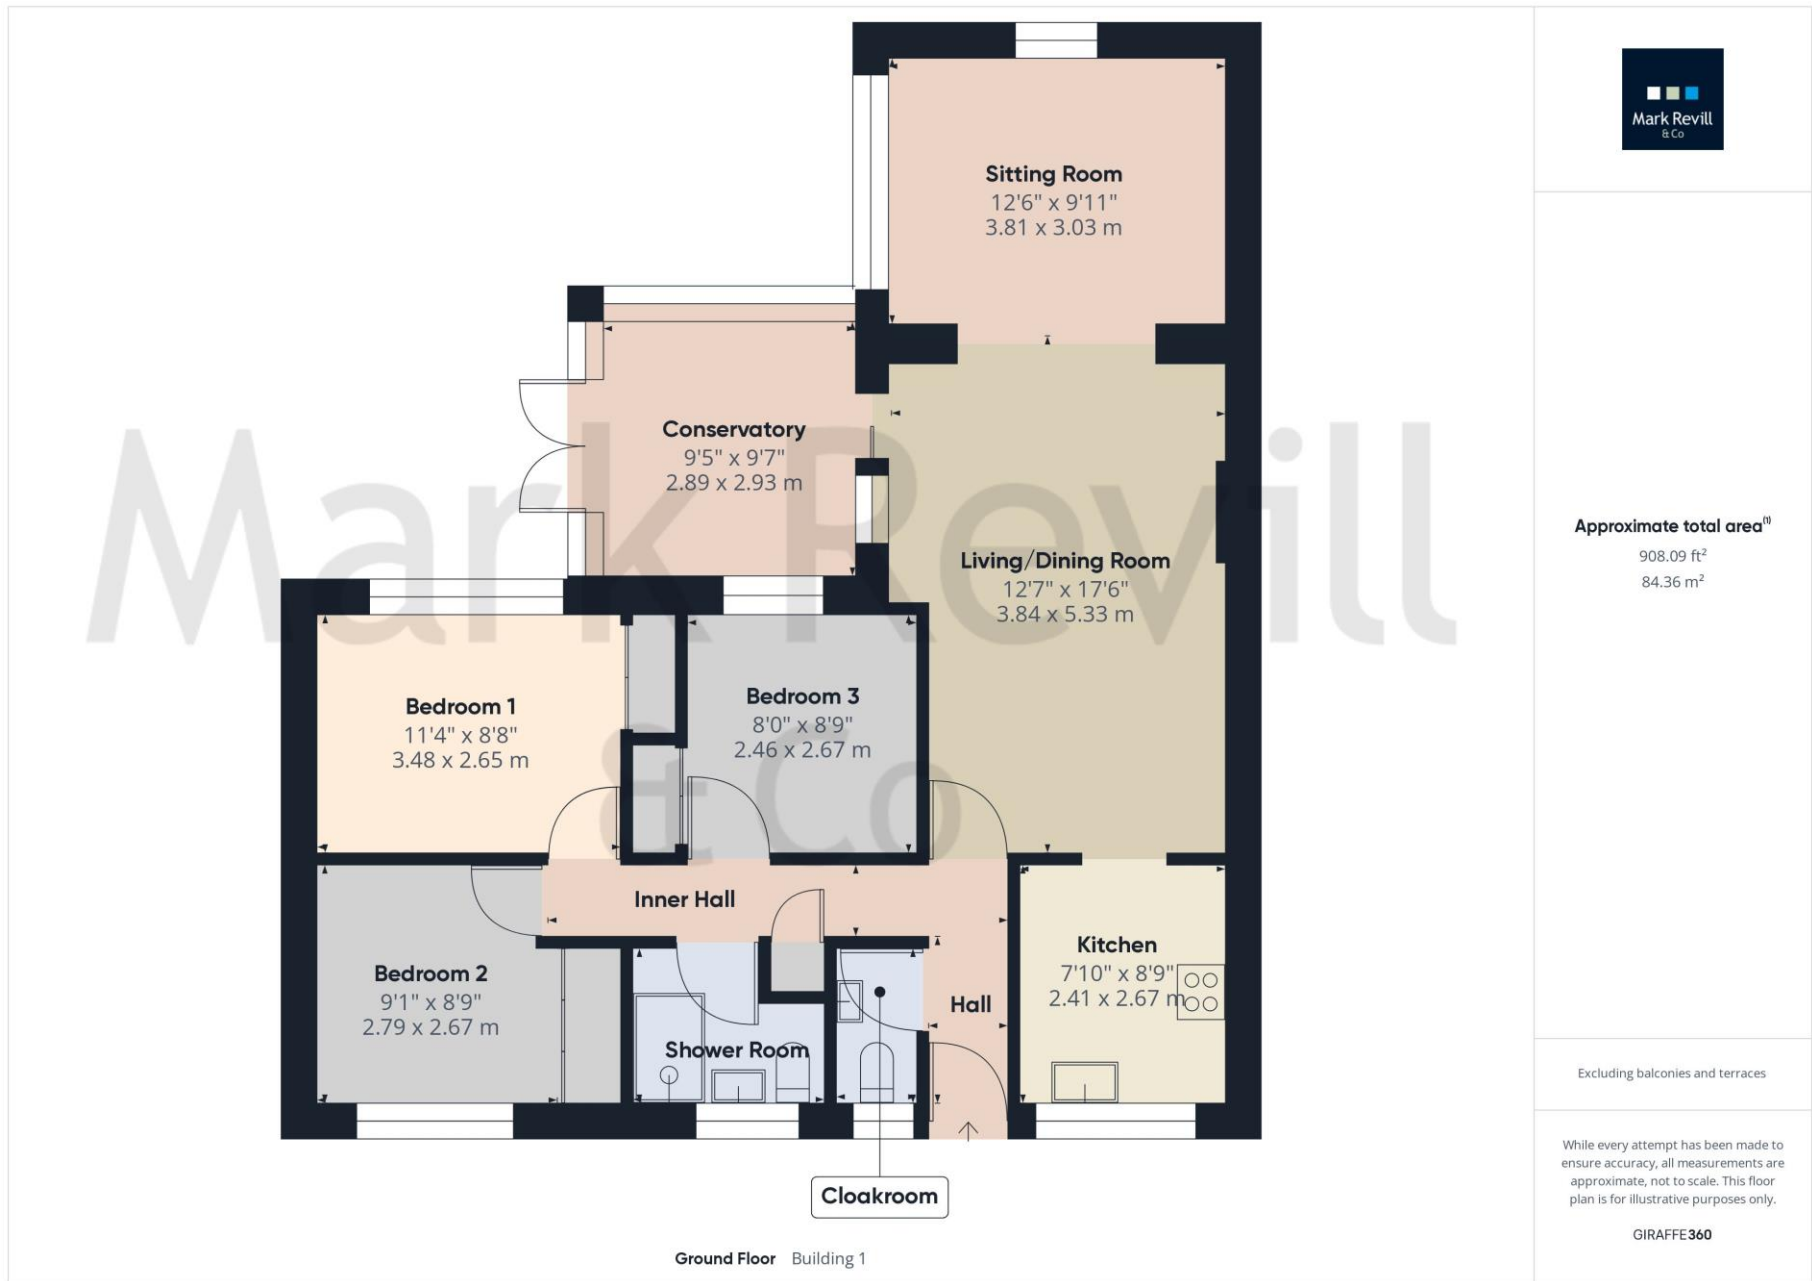 Sitting Room
12'6" x 9'11"
3.81 x 3.03 m
Conservatory
9'5" x 9'7"
2.89 x 2.93 m
Living/Dining Room
12'7" x 17'6"
3.84 x 5.33 m
Bedroom 1
11'4" x 8'8"
3.48 x 2.65 m
Bedroom 3
8'0" x 8'9"
2.46 x 2.67 m
Inner Hall
Bedroom 2
9'1" x 8'9"
2.79 x 2.67 m
Shower Room
Hall
Kitchen
7'10" x 8'9"
2.41 x 2.67 m
Cloakroom
Ground Floor Building 1
Mark Revill
& Co
Mark Revill
& Co
Approximate total area⁽¹⁾
908.09 ft²
84.36 m²
Excluding balconies and terraces
While every attempt has been made to
ensure accuracy, all measurements are
approximate, not to scale. This floor
plan is for illustrative purposes only.
GIRAFFE360